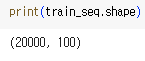 print(train_seq.shape)
(20000, 100)